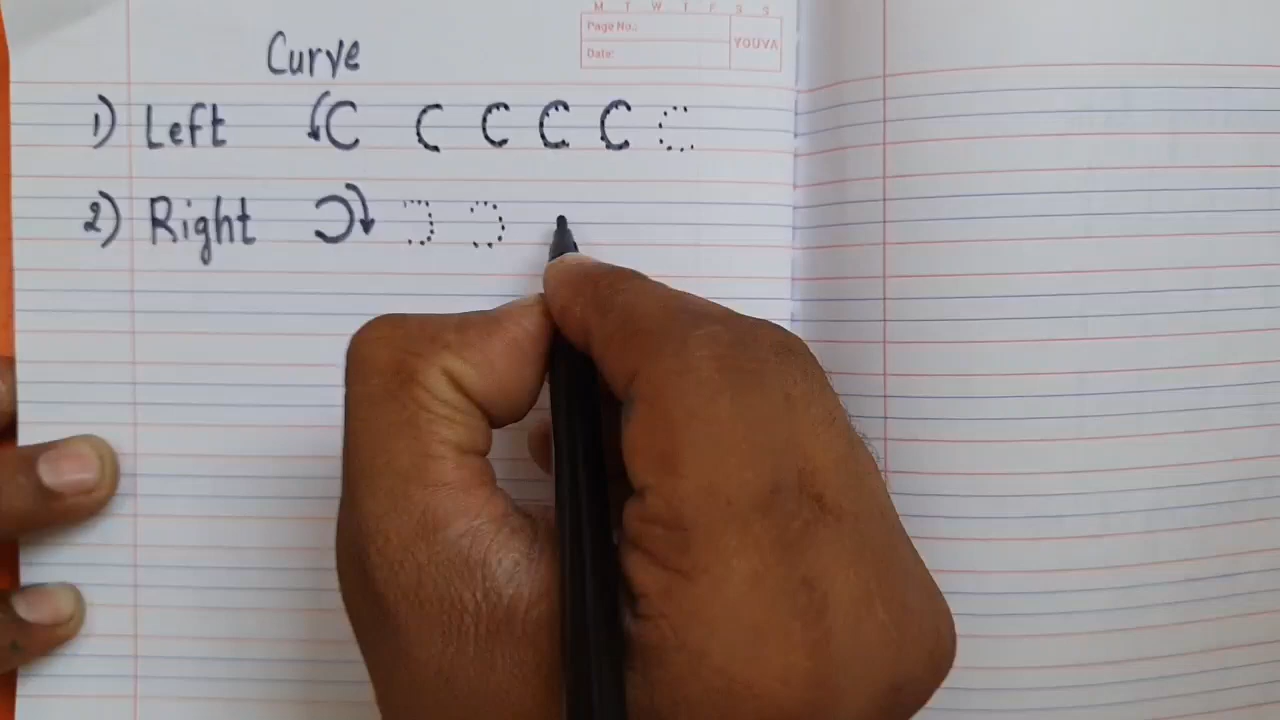 M T W T F S S
Page No.:
YOUVA
Date:
Curve
1) Left C C C C C C
2) Right Ɔ Ɔ Ɔ